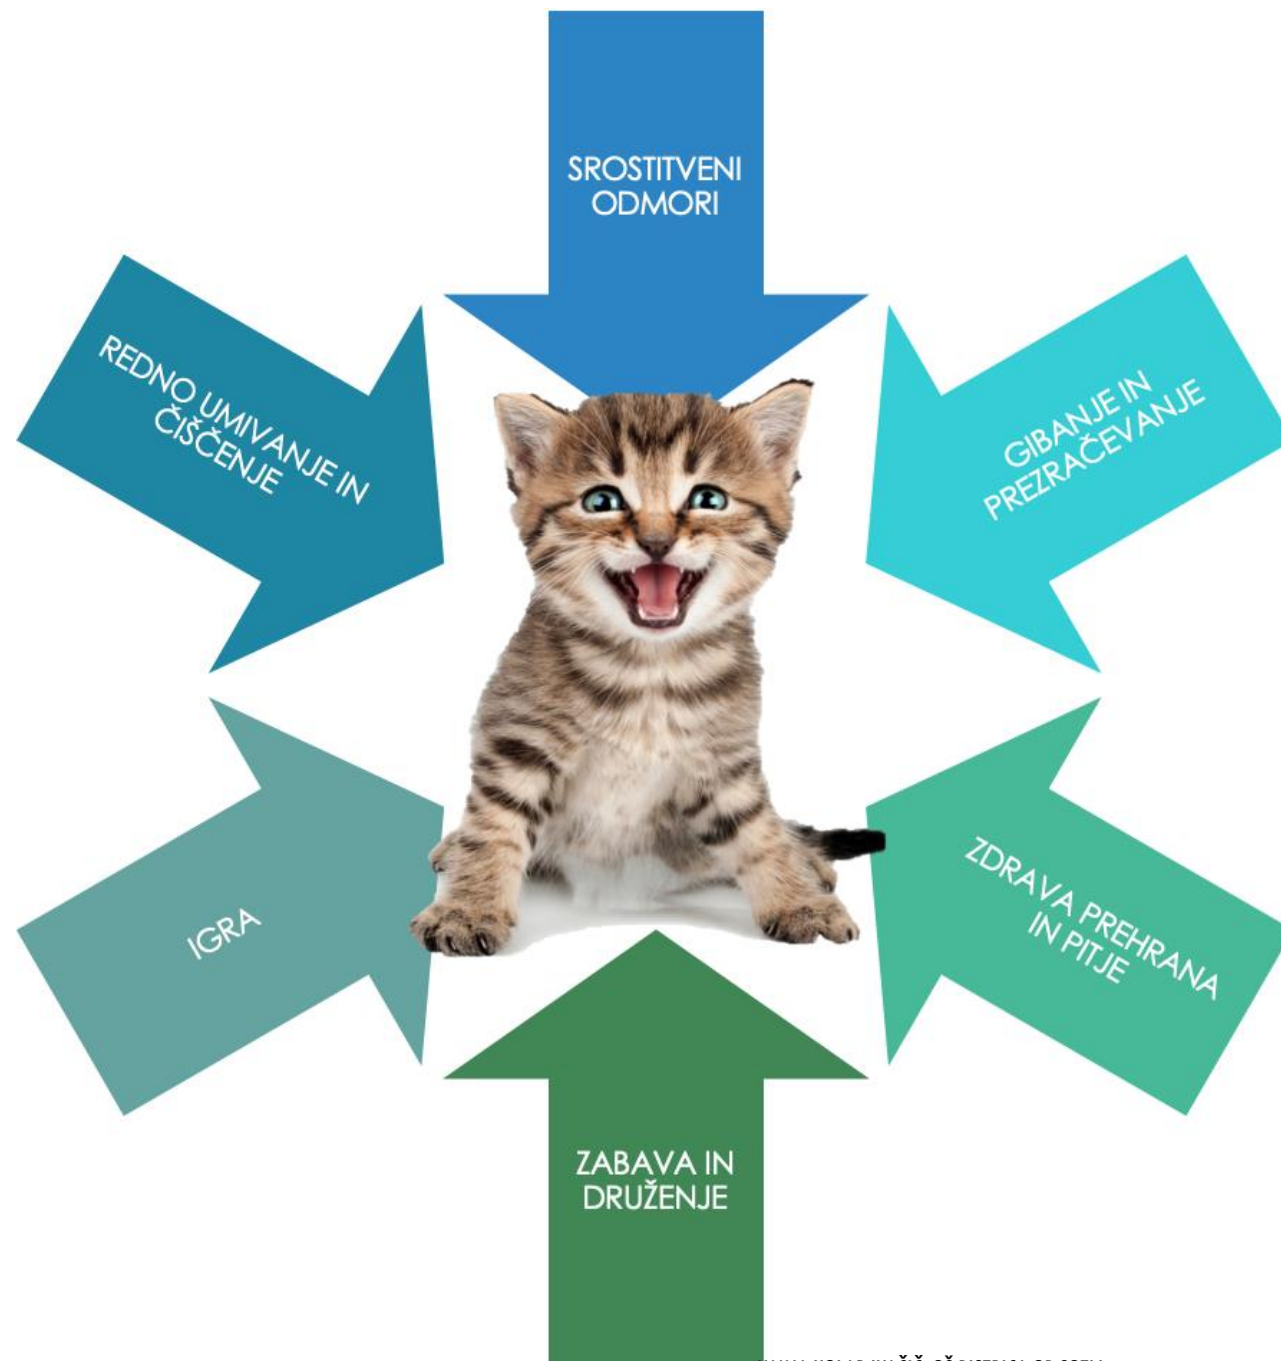 SROSTITVENI
ODMORI
GIBANJE IN
PREZRAČEVANJE
ZDRAVA PREHRANA
IN PITJE
ZABAVA IN
DRUŽENJE
IGRA
REDNO UMIVANJE IN
ČIŠČENJE